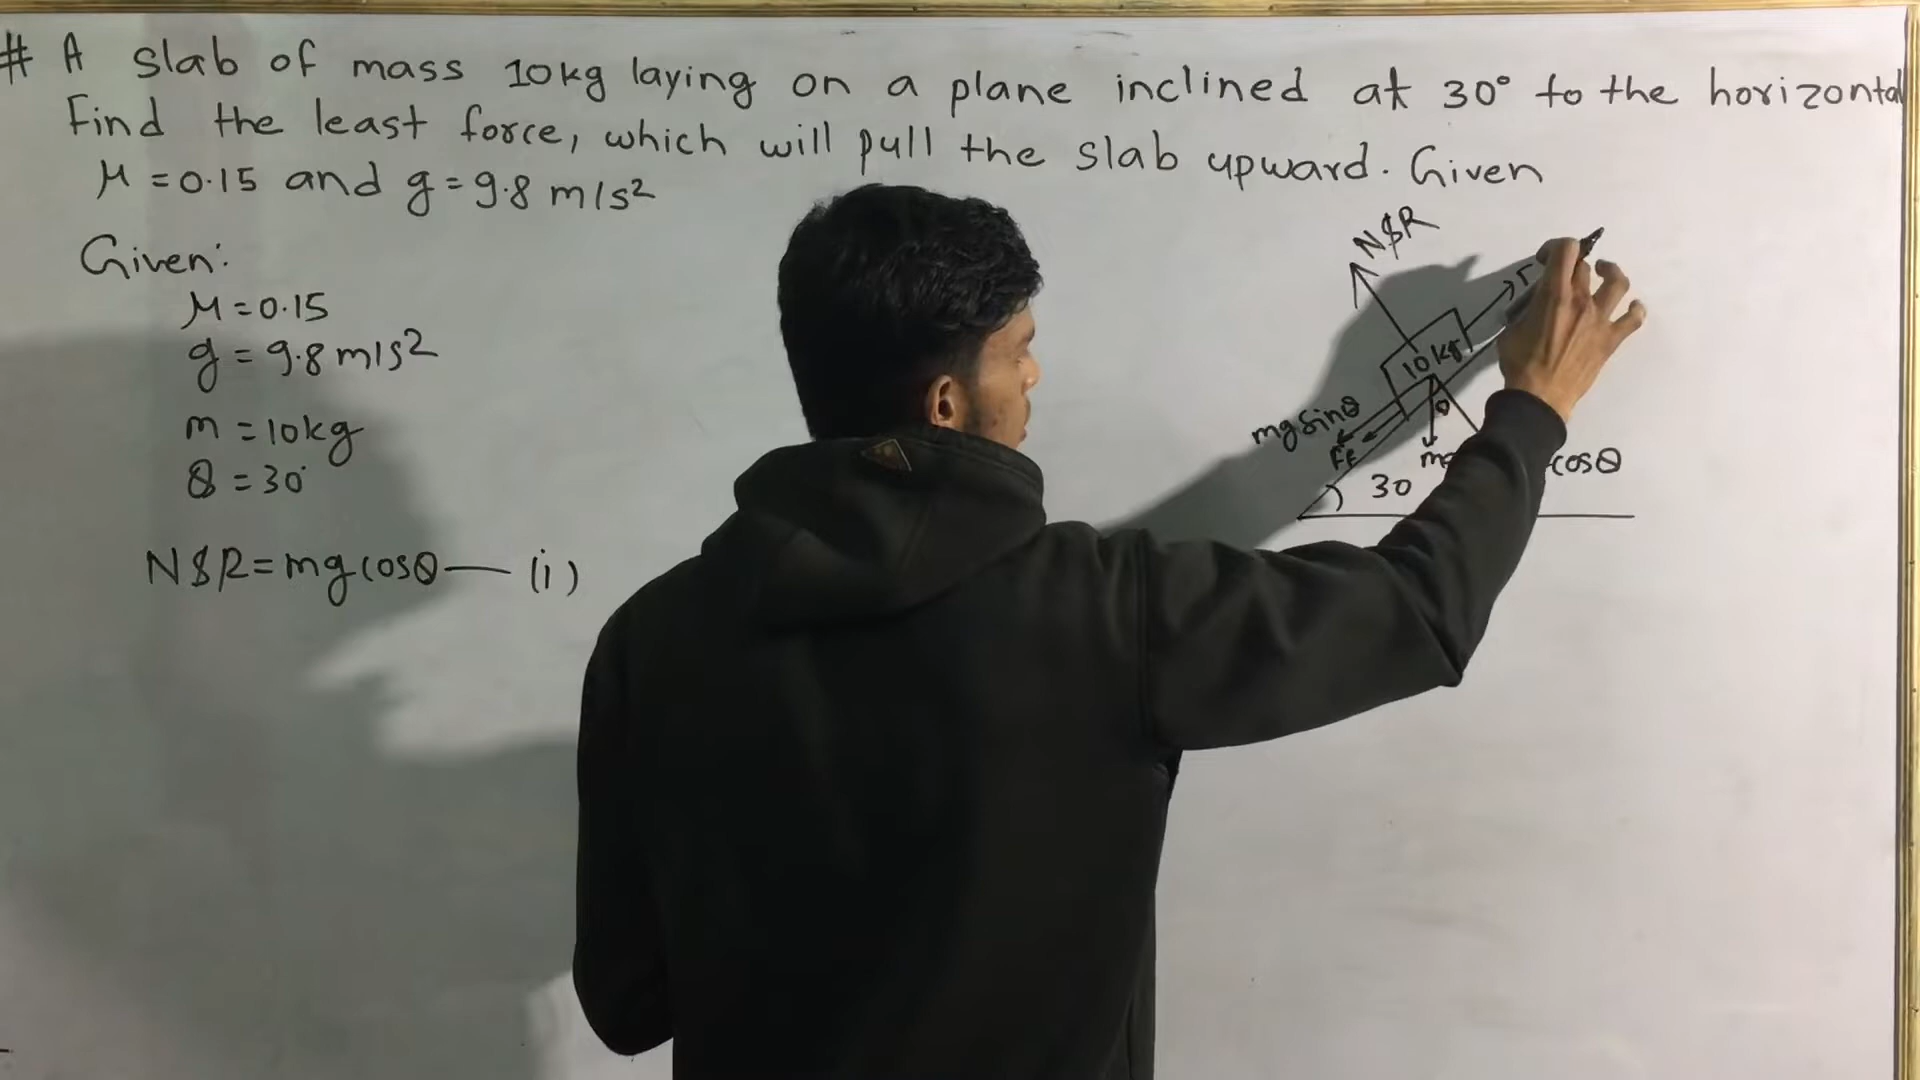 # A slab of mass 10kg laying on a plane inclined at 30° to the horizontal
Find the least force, which will pull the slab upward. Given
μ = 0.15 and g = 9.8 m/s²
Given:
μ = 0.15
g = 9.8 m/s²
m = 10kg
θ = 30°
N$R = mg cosθ — (i)
N$R
10 kg
mg sinθ
FF
θ
cosθ
30